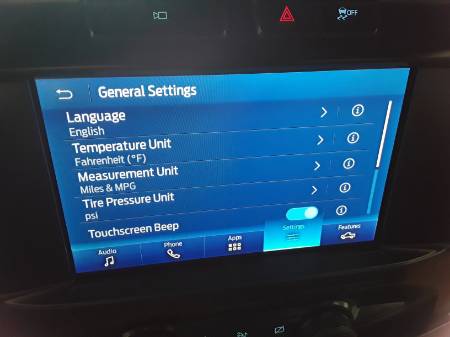 OFF
General Settings
Language
English
Temperature Unit
Fahrenheit (°F)
Measurement Unit
Miles & MPG
Tire Pressure Unit
psi
Touchscreen Beep
Audio
Phone
Apps
Settings
Features